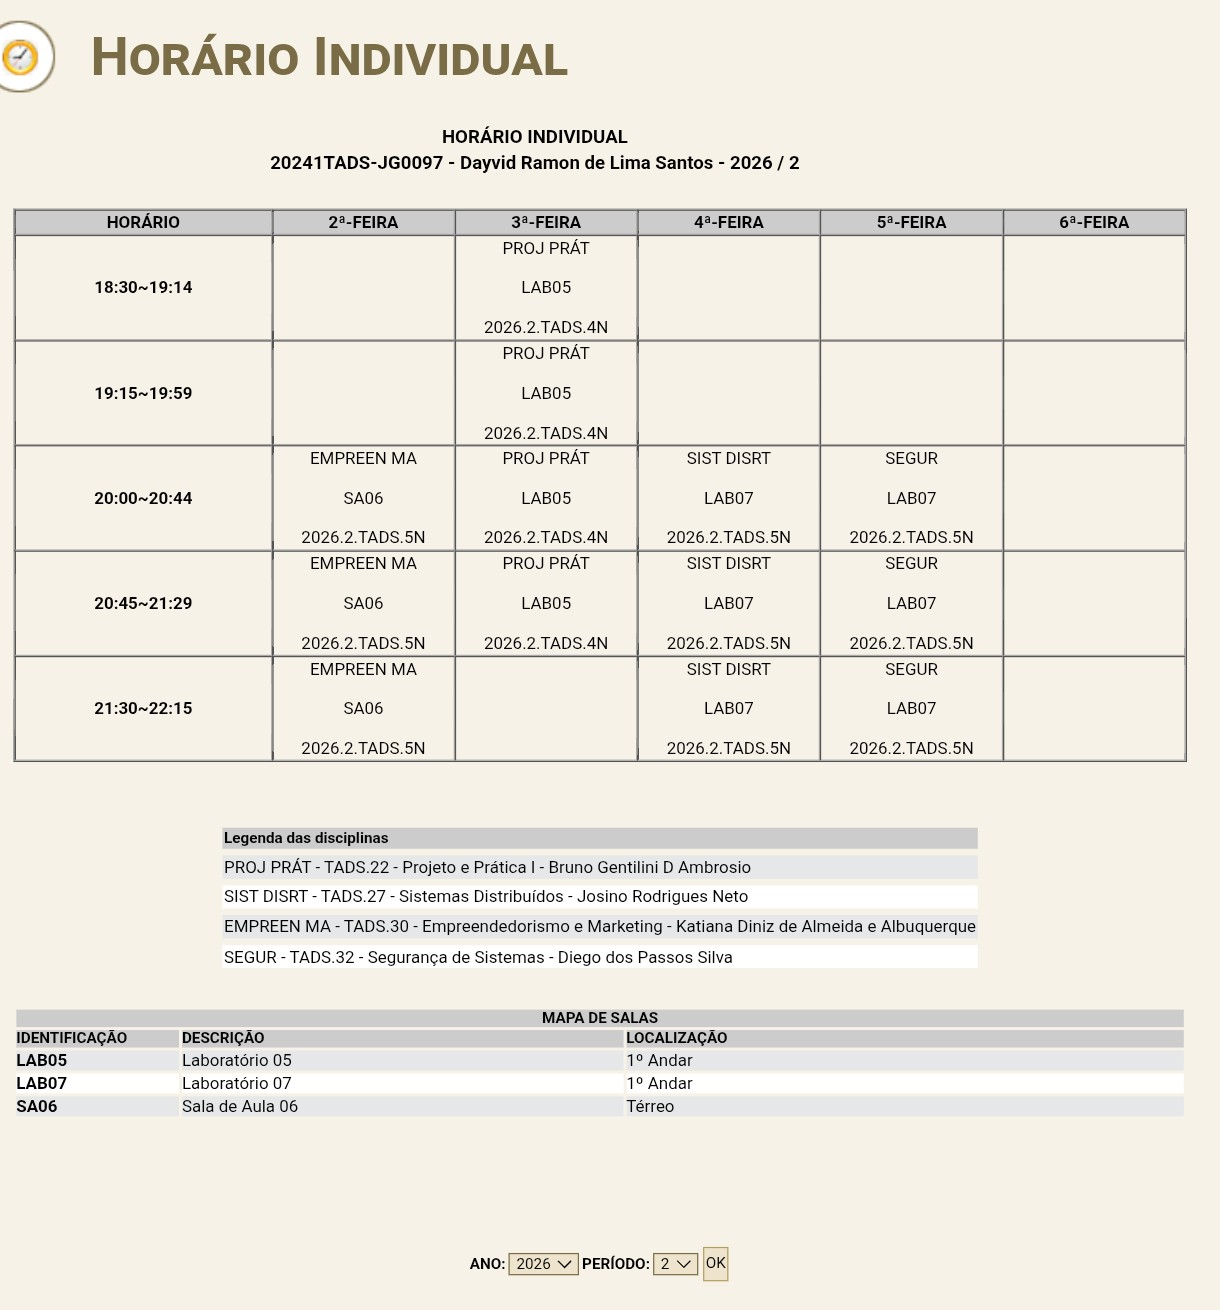 HORÁRIO INDIVIDUAL
HORÁRIO INDIVIDUAL
20241TADS-JG0097 - Dayvid Ramon de Lima Santos - 2026 / 2
HORÁRIO 2ª-FEIRA 3ª-FEIRA 4ª-FEIRA 5ª-FEIRA 6ª-FEIRA
PROJ PRÁT
18:30~19:14 LAB05
2026.2.TADS.4N
PROJ PRÁT
19:15~19:59 LAB05
2026.2.TADS.4N
EMPREEN MA PROJ PRÁT SIST DISRT SEGUR
20:00~20:44 SA06 LAB05 LAB07 LAB07
2026.2.TADS.5N 2026.2.TADS.4N 2026.2.TADS.5N 2026.2.TADS.5N
EMPREEN MA PROJ PRÁT SIST DISRT SEGUR
20:45~21:29 SA06 LAB05 LAB07 LAB07
2026.2.TADS.5N 2026.2.TADS.4N 2026.2.TADS.5N 2026.2.TADS.5N
EMPREEN MA SIST DISRT SEGUR
21:30~22:15 SA06 LAB07 LAB07
2026.2.TADS.5N 2026.2.TADS.5N 2026.2.TADS.5N
Legenda das disciplinas
PROJ PRÁT - TADS.22 - Projeto e Prática I - Bruno Gentilini D Ambrosio
SIST DISRT - TADS.27 - Sistemas Distribuídos - Josino Rodrigues Neto
EMPREEN MA - TADS.30 - Empreendedorismo e Marketing - Katiana Diniz de Almeida e Albuquerque
SEGUR - TADS.32 - Segurança de Sistemas - Diego dos Passos Silva
MAPA DE SALAS
IDENTIFICAÇÃO DESCRIÇÃO LOCALIZAÇÃO
LAB05 Laboratório 05 1º Andar
LAB07 Laboratório 07 1º Andar
SA06 Sala de Aula 06 Térreo
ANO: 2026 PERÍODO: 2 OK